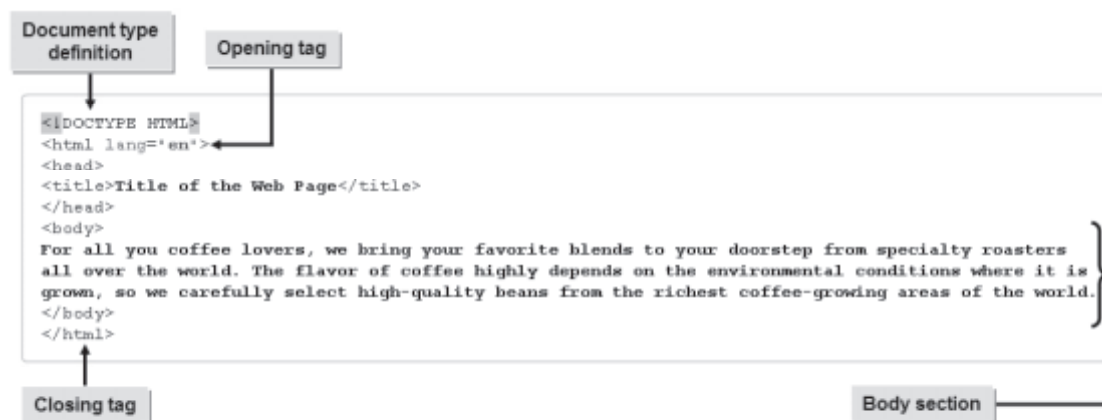 Document type
definition
Opening tag
<!DOCTYPE HTML>
<html lang="en">
<head>
<title>Title of the Web Page</title>
</head>
<body>
For all you coffee lovers, we bring your favorite blends to your doorstep from specialty roasters
all over the world. The flavor of coffee highly depends on the environmental conditions where it is
grown, so we carefully select high-quality beans from the richest coffee-growing areas of the world.
</body>
</html>
Closing tag
Body section